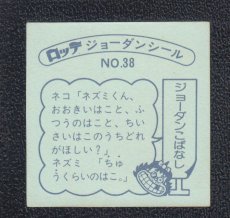 ロッテ ジョーダンシール
NO.38
ジョーダンこばなし
ネコ「ネズミくん、
おおきいはこと、ふ
つうのはこと、ちい
さいはこのうちどれ
がほしい？」
ネズミ「ちゅ
うくらいのはこ。」